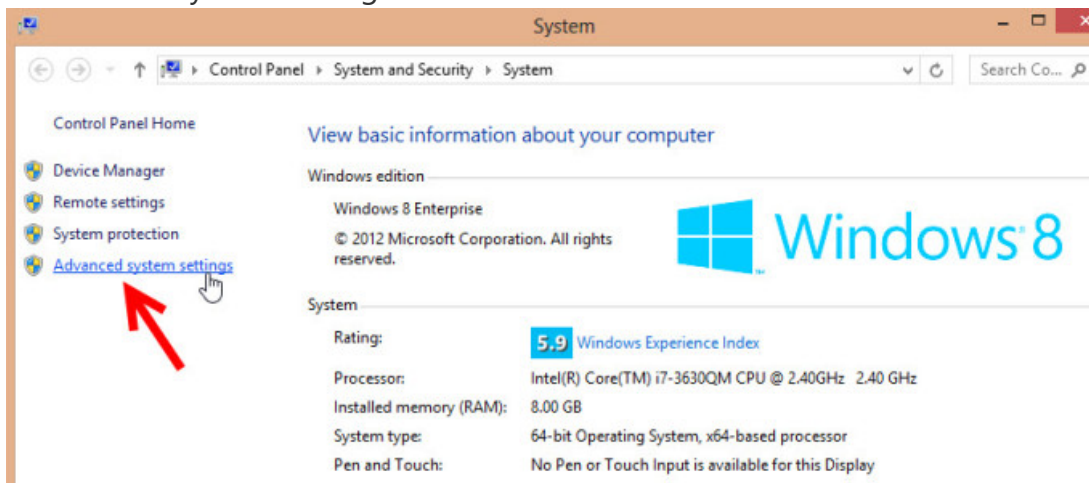 System
Control Panel ▸ System and Security ▸ System
Search Co...
Control Panel Home
Device Manager
Remote settings
System protection
Advanced system settings
View basic information about your computer
Windows edition
Windows 8 Enterprise
© 2012 Microsoft Corporation. All rights
reserved.
Windows 8
System
Rating:
5.9 Windows Experience Index
Processor:
Intel(R) Core(TM) i7-3630QM CPU @ 2.40GHz 2.40 GHz
Installed memory (RAM):
8.00 GB
System type:
64-bit Operating System, x64-based processor
Pen and Touch:
No Pen or Touch Input is available for this Display